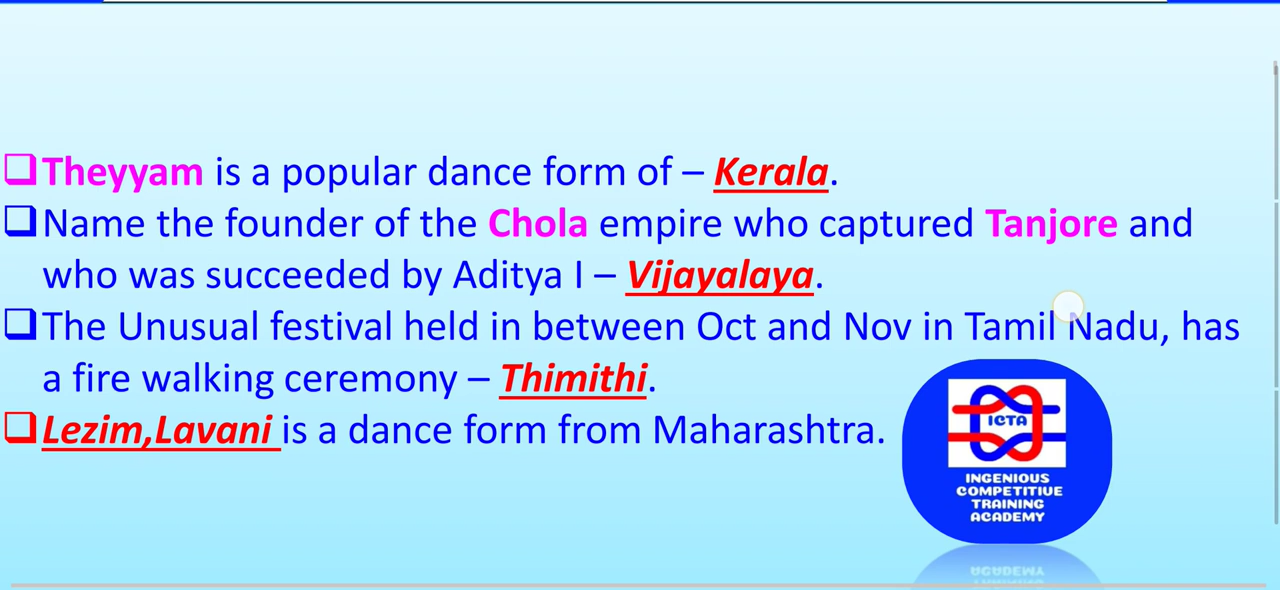 Theyyam is a popular dance form of – Kerala.
Name the founder of the Chola empire who captured Tanjore and
who was succeeded by Aditya I – Vijayalaya.
The Unusual festival held in between Oct and Nov in Tamil Nadu, has
a fire walking ceremony – Thimithi.
Lezim,Lavani is a dance form from Maharashtra.
ICTA
INGENIOUS
COMPETITIVE
TRAINING
ACADEMY